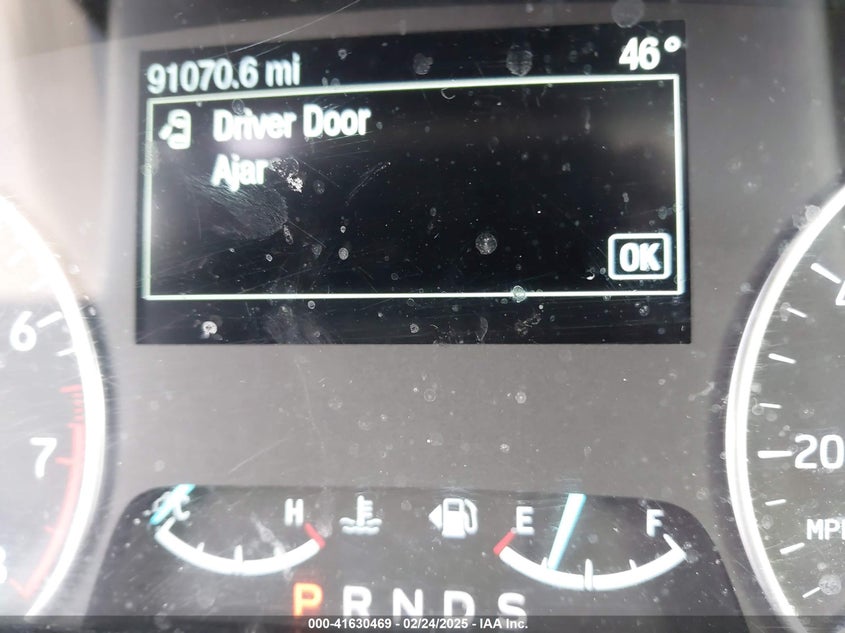 91070.6 mi 46°
Driver Door
Ajar
OK
6
7
20
MPH
C H E F
P R N D S
000-41630469 - 02/24/2025 - IAA Inc.